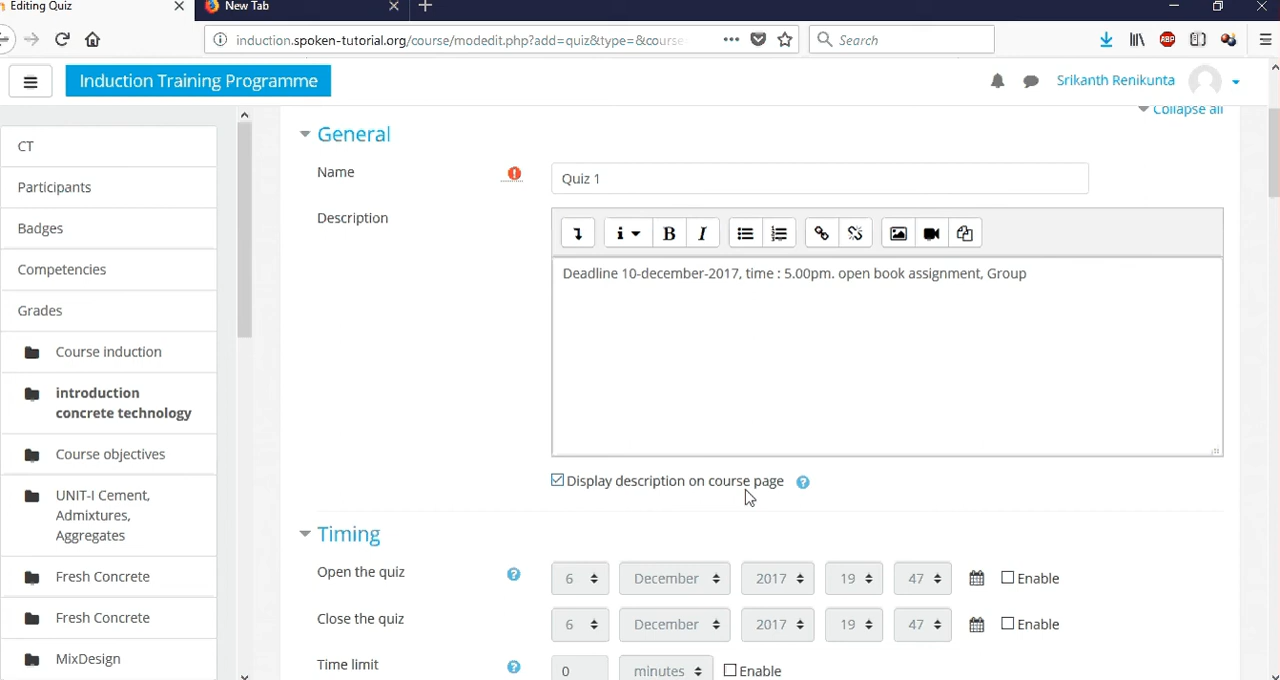 Editing Quiz
New Tab
induction.spoken-tutorial.org/course/modedit.php?add=quiz&type=&course
Search
ABP
Induction Training Programme
Srikanth Renikunta
Collapse all
CT
Participants
Badges
Competencies
Grades
Course induction
introduction
concrete technology
Course objectives
UNIT-I Cement,
Admixtures,
Aggregates
Fresh Concrete
Fresh Concrete
MixDesign
General
Name
Quiz 1
Description
i B I
Deadline 10-december-2017, time : 5.00pm. open book assignment, Group
Display description on course page
Timing
Open the quiz 6 December 2017 19 47 Enable
Close the quiz 6 December 2017 19 47 Enable
Time limit 0 minutes Enable